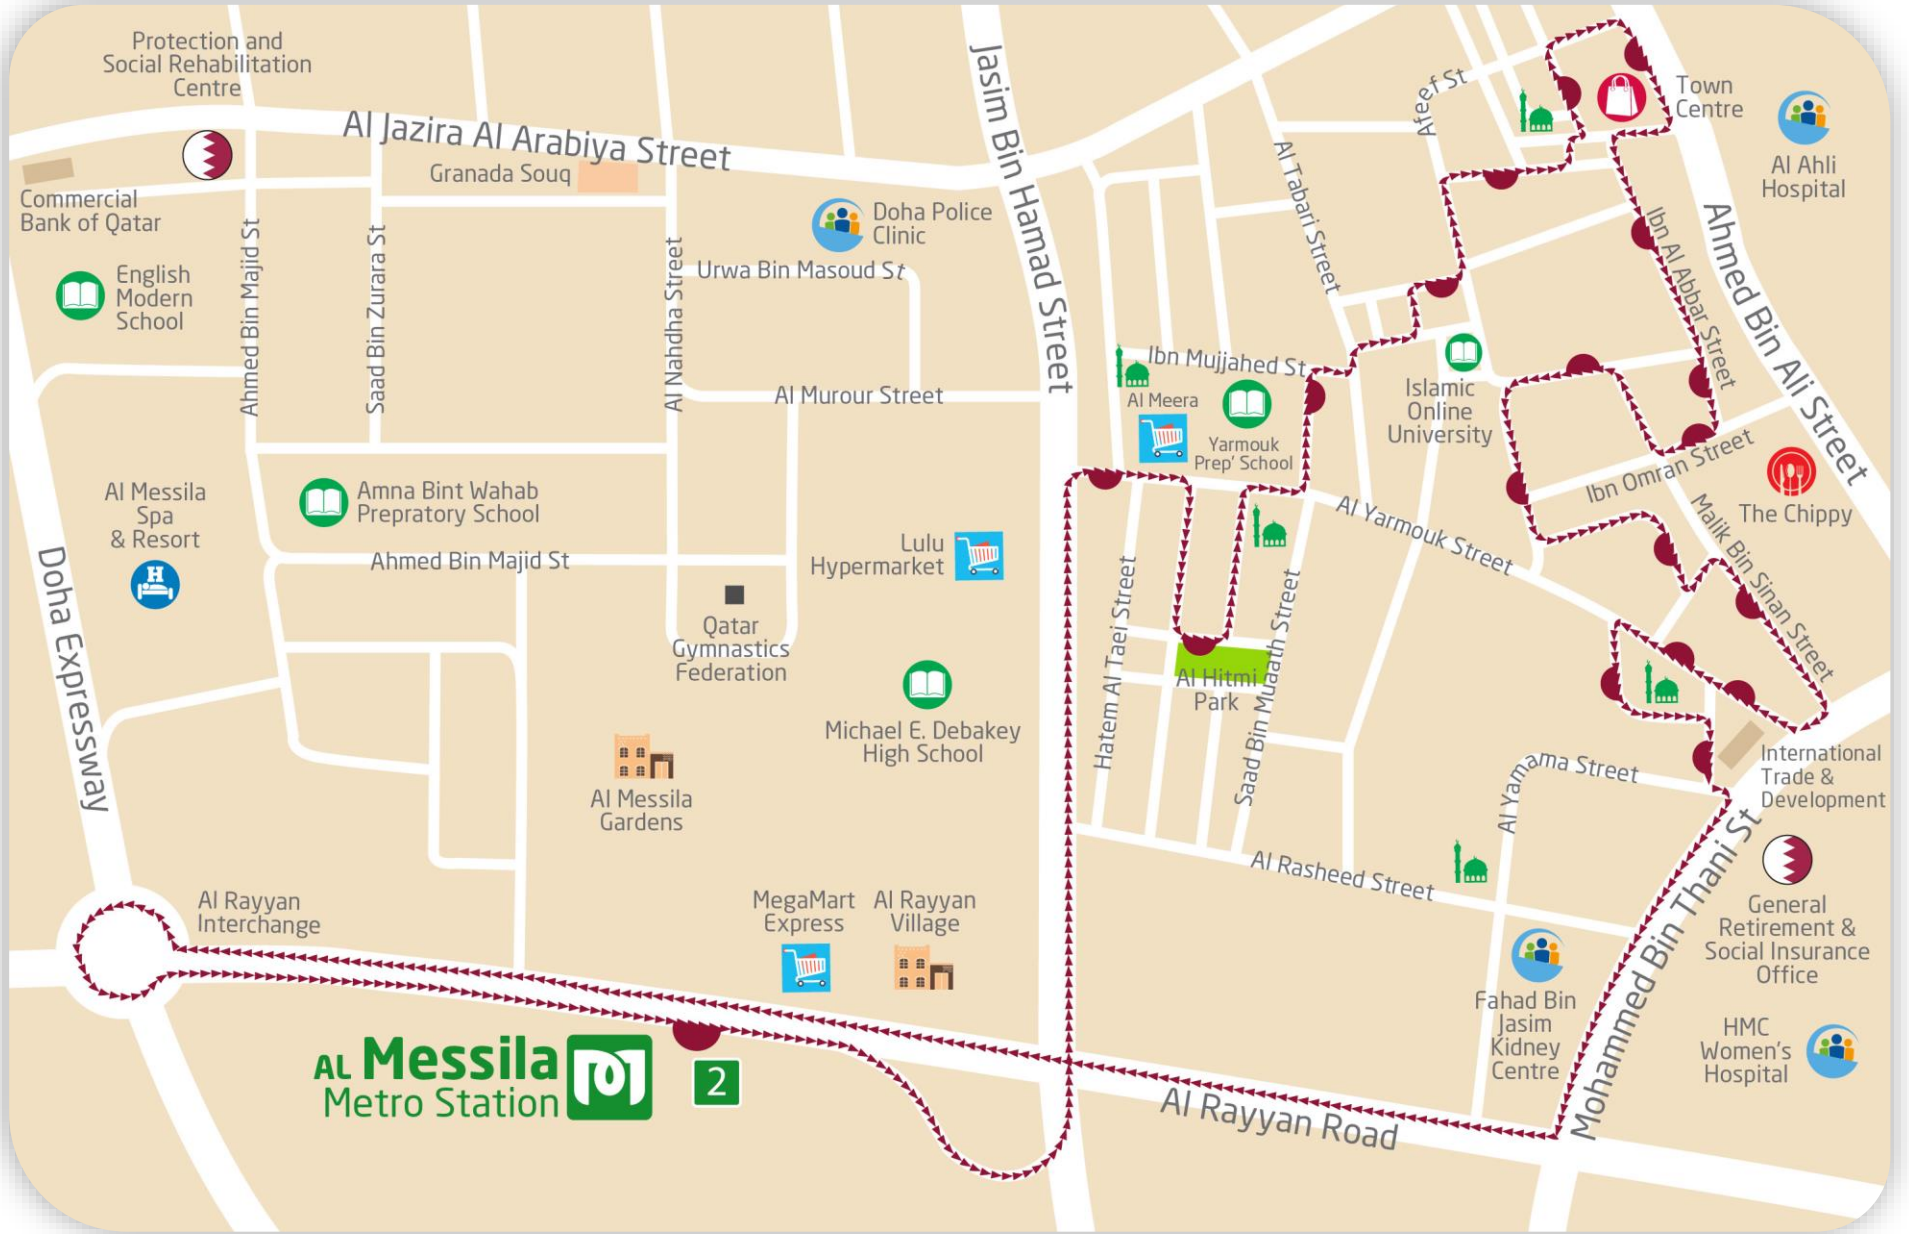 Protection and
Social Rehabilitation
Centre
Al Jazira Al Arabiya Street
Granada Souq
Commercial
Bank of Qatar
English
Modern
School
Ahmed Bin Majid St
Saad Bin Zurara St
Al Nahdha Street
Doha Police
Clinic
Urwa Bin Masoud St
Al Murour Street
Jasim Bin Hamad Street
Afeef St
Town
Centre
Al Ahli
Hospital
Al Tabari Street
Ibn Al Abbar Street
Ahmed Bin Ali Street
Ibn Mujjahed St
Al Meera
Yarmouk
Prep' School
Islamic
Online
University
Ibn Omran Street
The Chippy
Malik Bin Sinan Street
Al Yarmouk Street
Al Messila
Spa
& Resort
H
Amna Bint Wahab
Prepratory School
Ahmed Bin Majid St
Lulu
Hypermarket
Qatar
Gymnastics
Federation
Michael E. Debakey
High School
Al Messila
Gardens
Doha Expressway
Hatem Al Taei Street
Al Hitmi
Park
Saad Bin Muaath Street
Al Yamama Street
International
Trade &
Development
Al Rasheed Street
Mohammed Bin Thani St
General
Retirement &
Social Insurance
Office
Fahad Bin
Jasim
Kidney
Centre
HMC
Women's
Hospital
Al Rayyan
Interchange
MegaMart
Express
Al Rayyan
Village
AL Messila
Metro Station
2
Al Rayyan Road